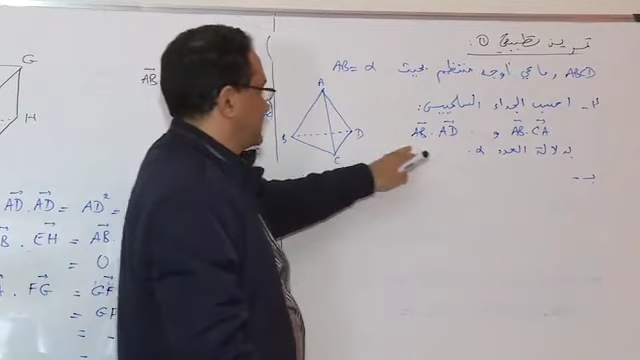 تمرين تطبيقي ①:
ABCD رباعي أوجه منتظم بحيث AB = α
1- احسب الجداء السلمي:
AB⃗ . AD⃗ و AB⃗ . CA⃗
بدلالة العدد α.
ب -
A
B
D
C
G
H
AB⃗
AD⃗ . AD⃗ = AD² =
B⃗ . EH⃗ = AB⃗
= 0
. FG⃗ = GF⃗
= GF
=
=